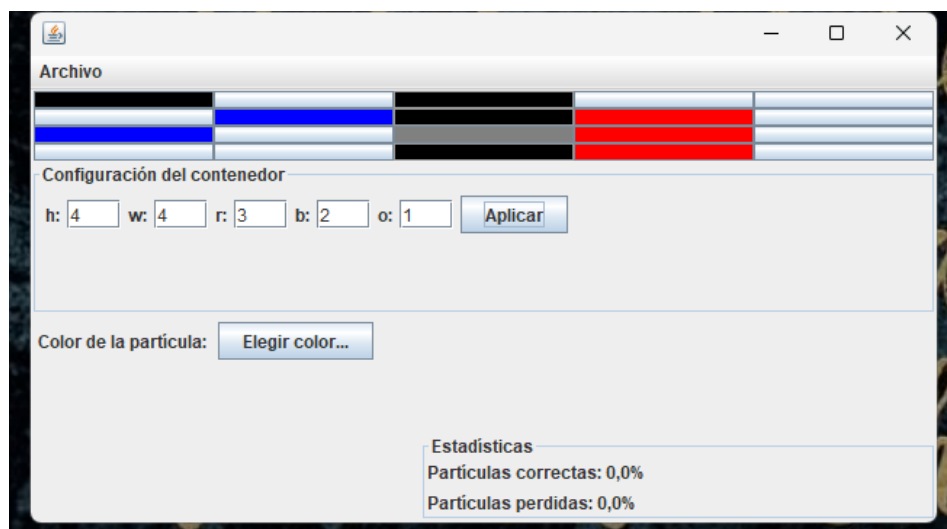 Archivo
Configuración del contenedor
h: 4 w: 4 r: 3 b: 2 o: 1 Aplicar
Color de la partícula: Elegir color...
Estadísticas
Partículas correctas: 0,0%
Partículas perdidas: 0,0%